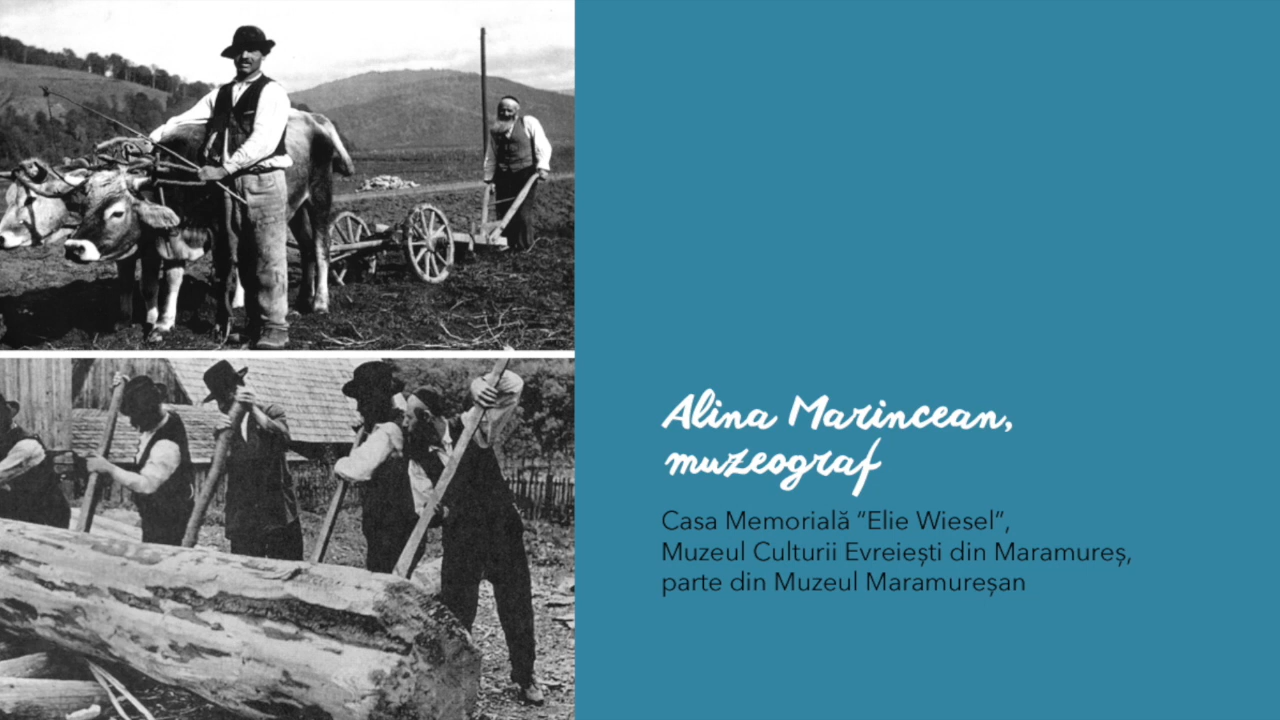 Alina Marincean,
muzeograf
Casa Memorială "Elie Wiesel",
Muzeul Culturii Evreiești din Maramureș,
parte din Muzeul Maramureșan